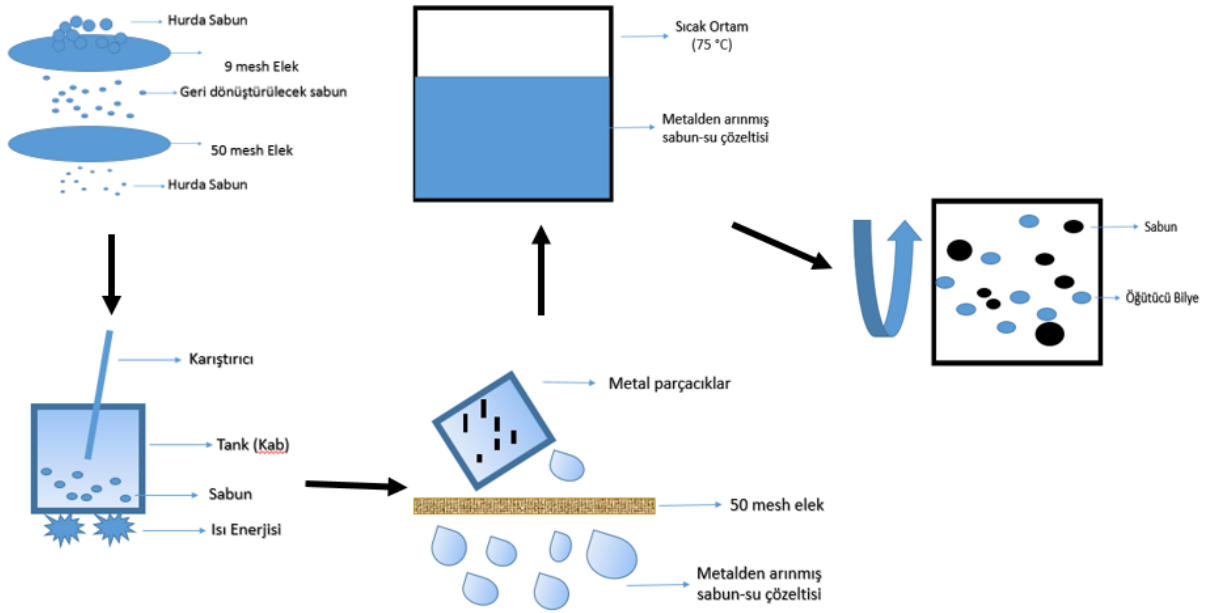 Hurda Sabun
9 mesh Elek
Geri dönüştürülecek sabun
50 mesh Elek
Hurda Sabun
Karıştırıcı
Tank (Kab)
Sabun
Isı Enerjisi
Metal parçacıklar
50 mesh elek
Metalden arınmış
sabun-su çözeltisi
Sıcak Ortam
(75 °C)
Metalden arınmış
sabun-su çözeltisi
Sabun
Öğütücü Bilye